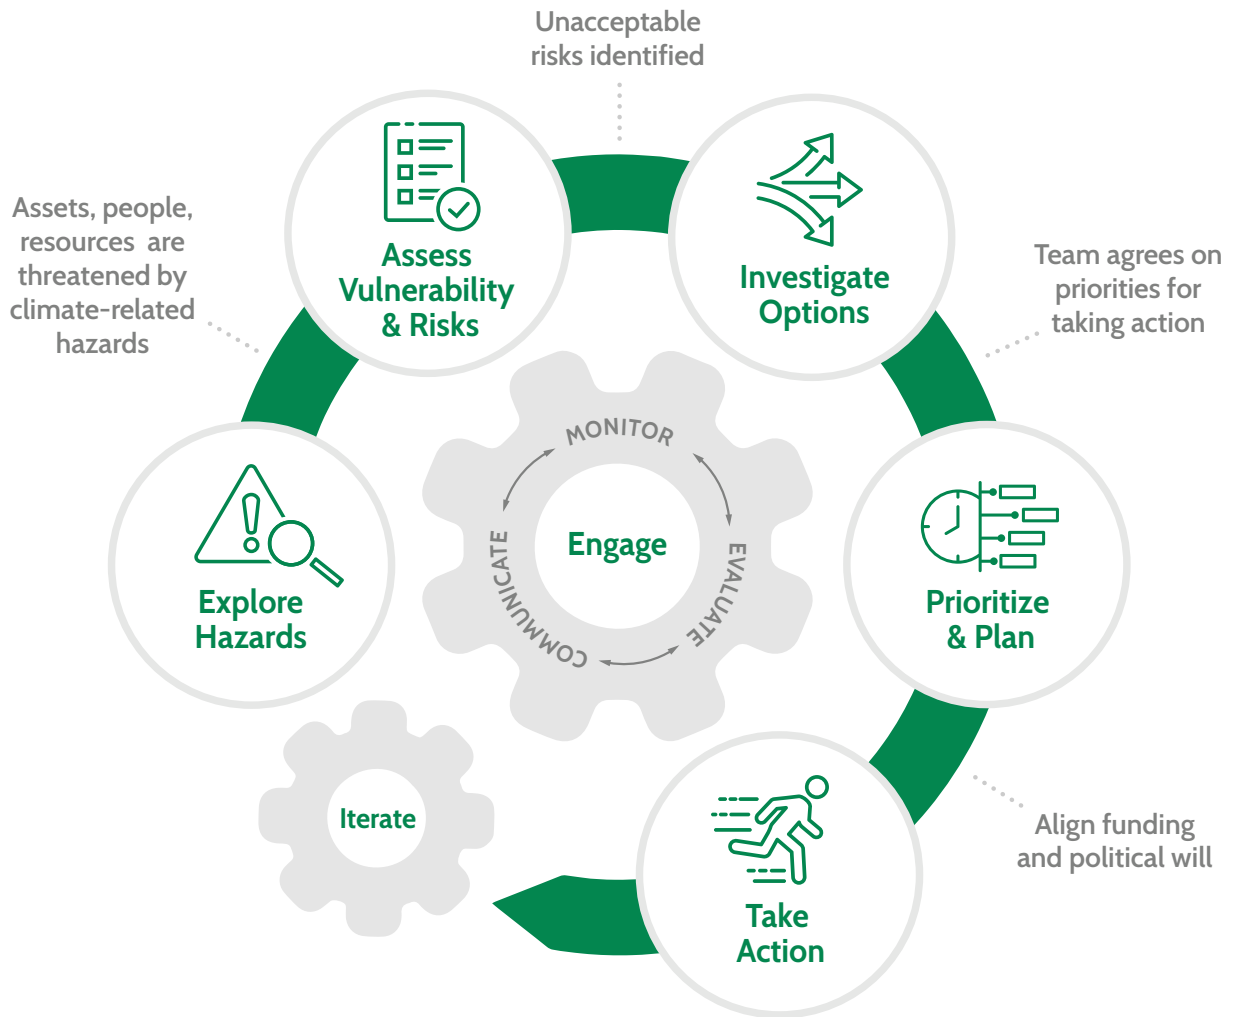 Unacceptable
risks identified
Assess
Vulnerability
& Risks
Investigate
Options
Assets, people,
resources are
threatened by
climate-related
hazards
Team agrees on
priorities for
taking action
MONITOR
EVALUATE
COMMUNICATE
Engage
Explore
Hazards
Prioritize
& Plan
Iterate
Align funding
and political will
Take
Action